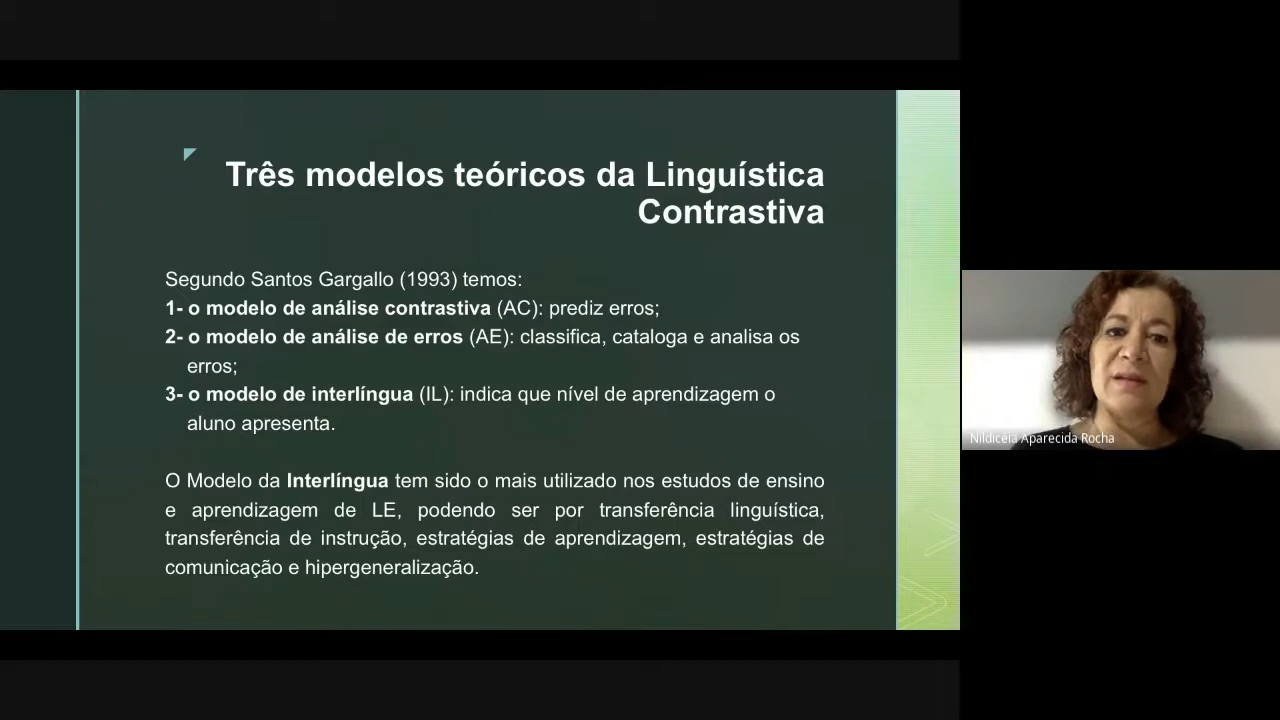 Três modelos teóricos da Linguística
Contrastiva
Segundo Santos Gargallo (1993) temos:
1- o modelo de análise contrastiva (AC): prediz erros;
2- o modelo de análise de erros (AE): classifica, cataloga e analisa os
erros;
3- o modelo de interlíngua (IL): indica que nível de aprendizagem o
aluno apresenta.
O Modelo da Interlíngua tem sido o mais utilizado nos estudos de ensino
e aprendizagem de LE, podendo ser por transferência linguística,
transferência de instrução, estratégias de aprendizagem, estratégias de
comunicação e hipergeneralização.
Nildicéia Aparecida Rocha